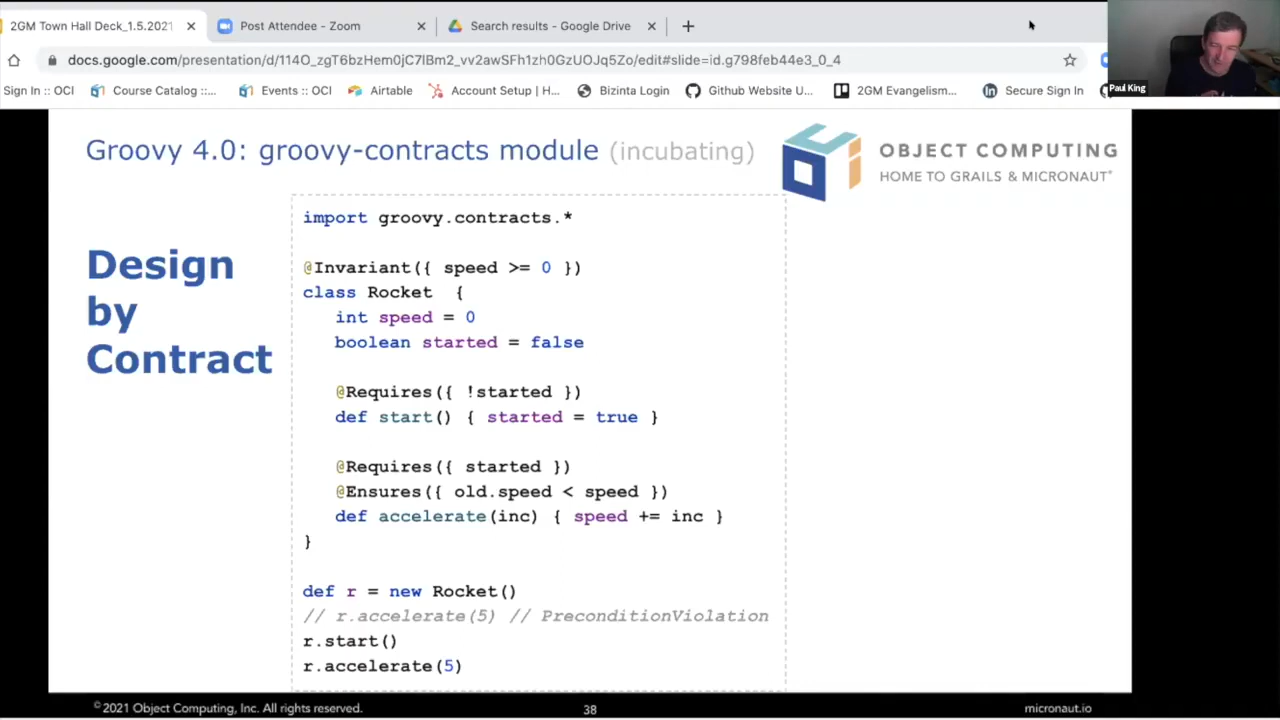 2GM Town Hall Deck_1.5.2021
Post Attendee - Zoom
Search results - Google Drive
docs.google.com/presentation/d/114O_zgT6bzHem0jC7lBm2_vv2awSFh1zh0GzUOJq5Zo/edit#slide=id.g798feb44e3_0_4
Sign In :: OCI
Course Catalog ::...
Events :: OCI
Airtable
Account Setup | H...
Bizinta Login
Github Website U...
2GM Evangelism...
Secure Sign In
Paul King
Groovy 4.0: groovy-contracts module (incubating)
OBJECT COMPUTING
HOME TO GRAILS & MICRONAUT®
Design
by
Contract
import groovy.contracts.*
@Invariant({ speed >= 0 })
class Rocket {
int speed = 0
boolean started = false
@Requires({ !started })
def start() { started = true }
@Requires({ started })
@Ensures({ old.speed < speed })
def accelerate(inc) { speed += inc }
}
def r = new Rocket()
// r.accelerate(5) // PreconditionViolation
r.start()
r.accelerate(5)
©2021 Object Computing, Inc. All rights reserved.
38
micronaut.io